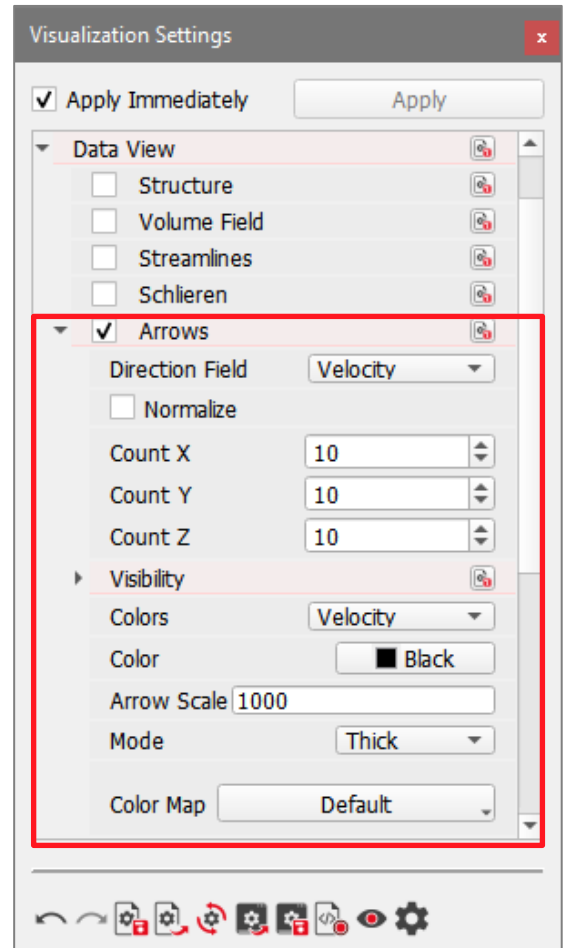 Visualization Settings
x
Apply Immediately Apply
Data View
Structure
Volume Field
Streamlines
Schlieren
Arrows
Direction Field Velocity
Normalize
Count X 10
Count Y 10
Count Z 10
Visibility
Colors Velocity
Color Black
Arrow Scale 1000
Mode Thick
Color Map Default